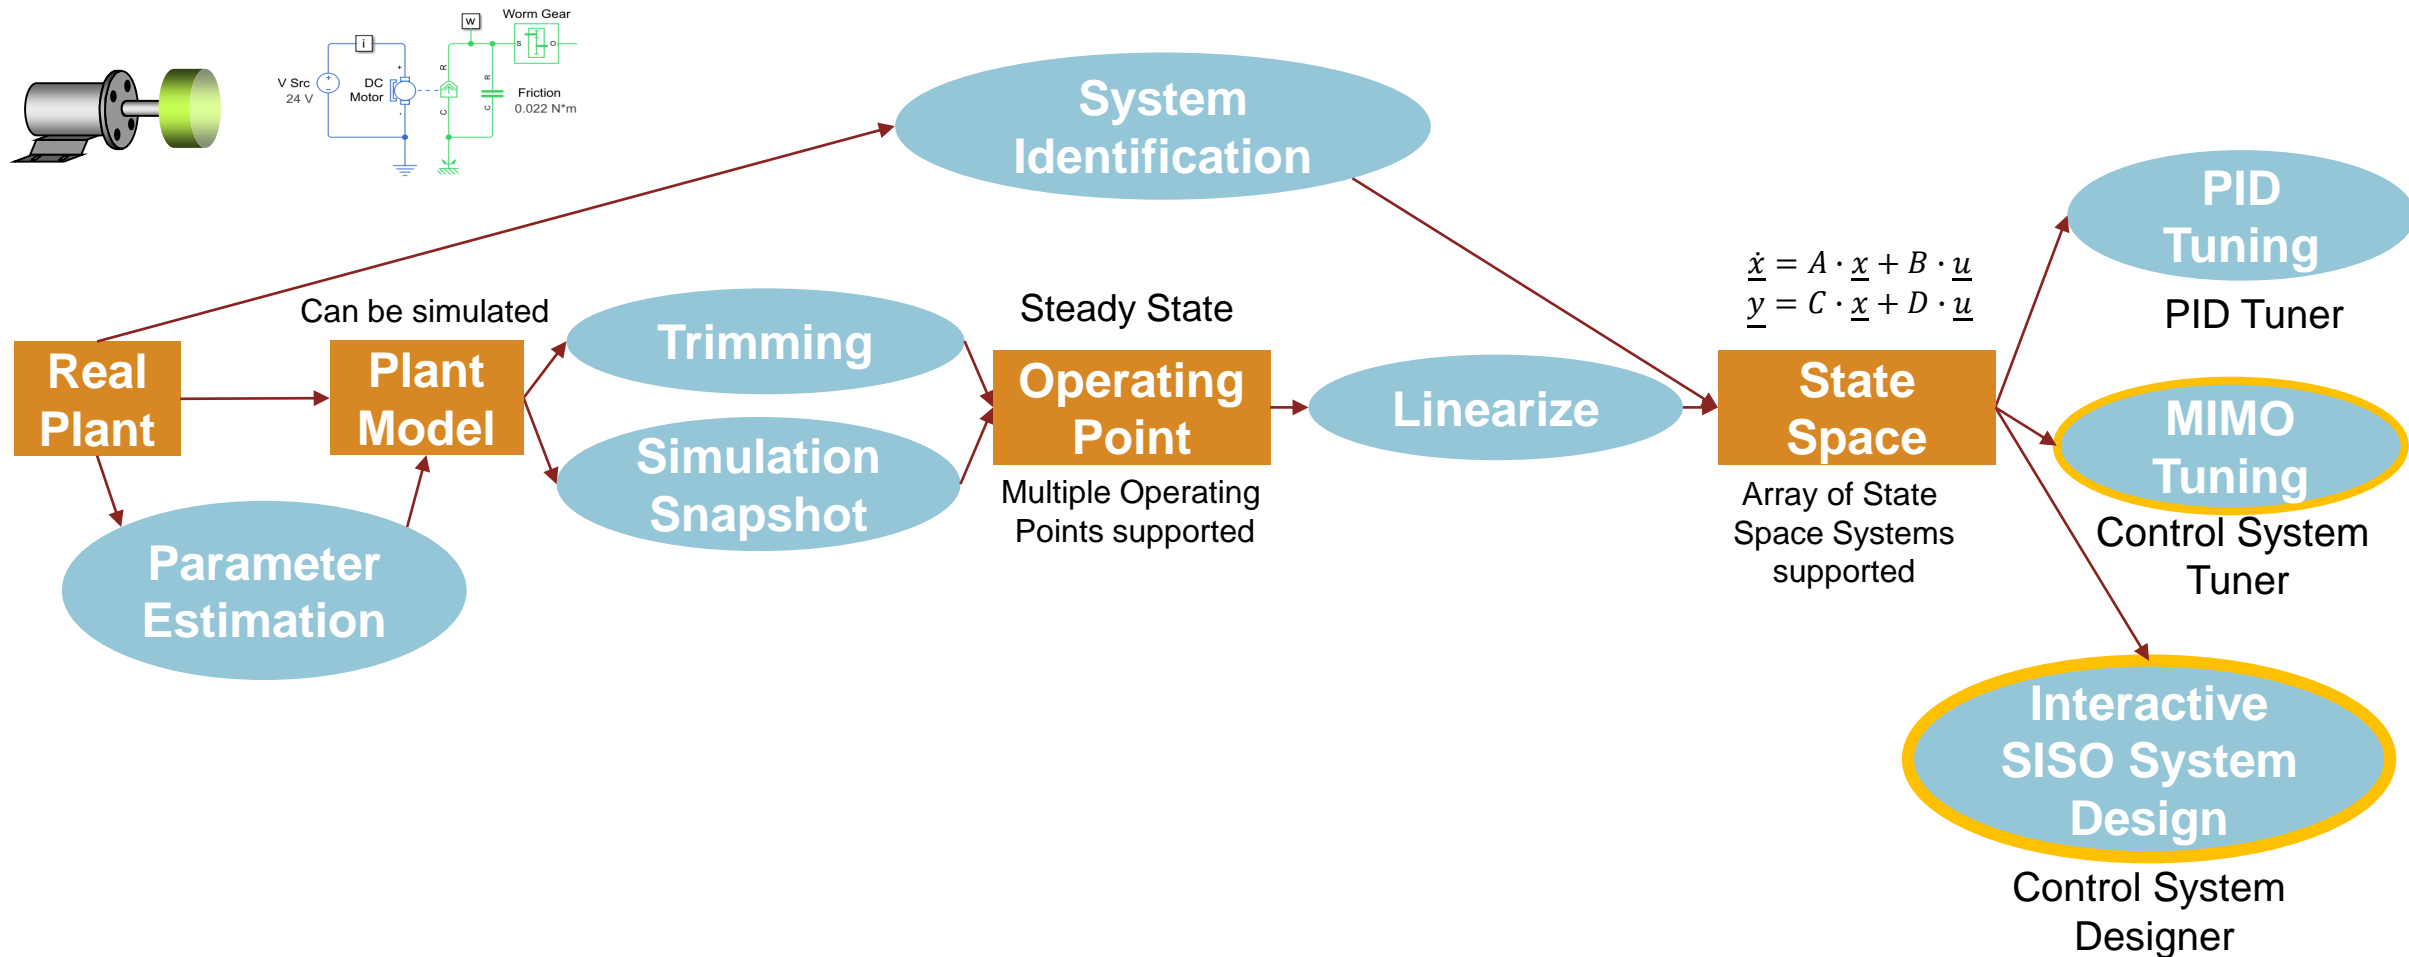 Worm Gear
w
i
S
O
V Src
24 V
DC
Motor
+
-
R
C
R
C
Friction
0.022 N*m
System
Identification
PID
Tuning
PID Tuner
ẋ = A · x + B · u
y = C · x + D · u
Can be simulated
Trimming
Steady State
Real
Plant
Plant
Model
Operating
Point
Linearize
State
Space
MIMO
Tuning
Simulation
Snapshot
Multiple Operating
Points supported
Array of State
Space Systems
supported
Control System
Tuner
Parameter
Estimation
Interactive
SISO System
Design
Control System
Designer